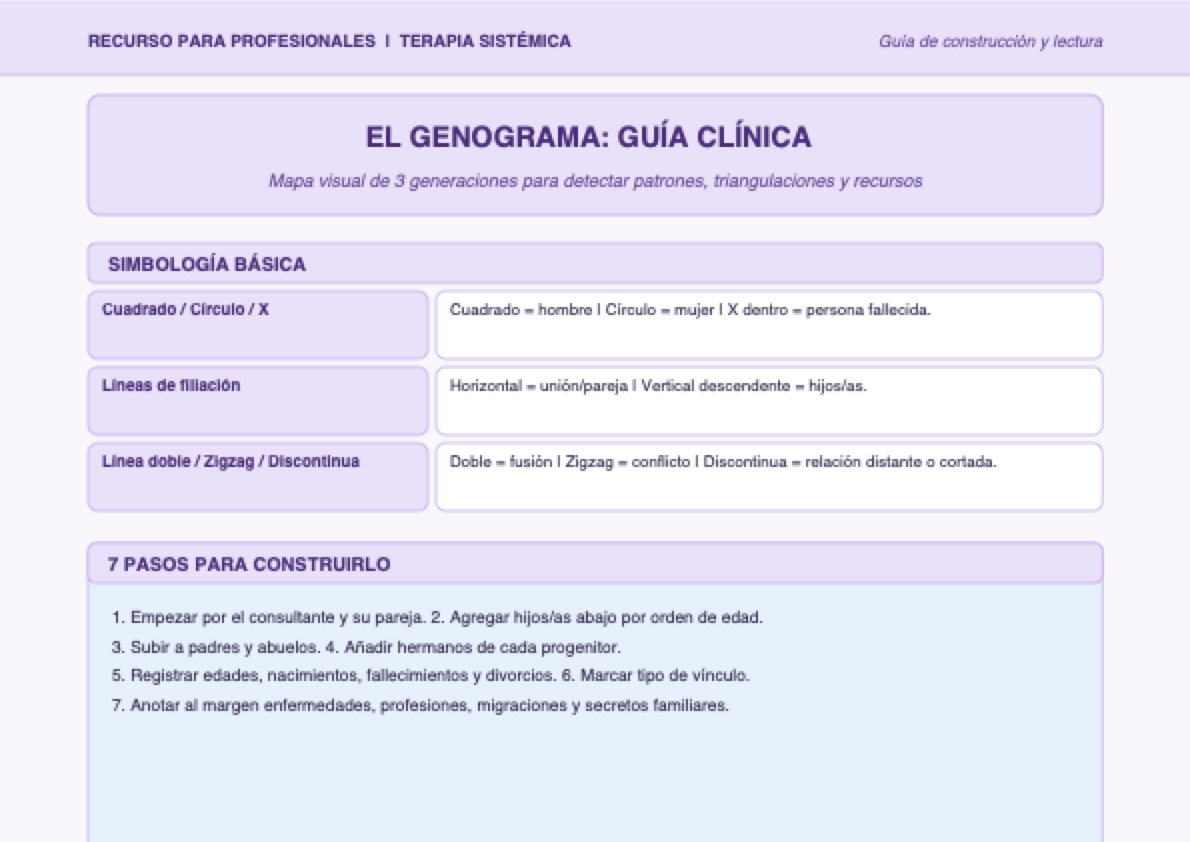 RECURSO PARA PROFESIONALES | TERAPIA SISTÉMICA
Guía de construcción y lectura
EL GENOGRAMA: GUÍA CLÍNICA
Mapa visual de 3 generaciones para detectar patrones, triangulaciones y recursos
SIMBOLOGÍA BÁSICA
Cuadrado / Círculo / X
Cuadrado = hombre | Círculo = mujer | X dentro = persona fallecida.
Líneas de filiación
Horizontal = unión/pareja | Vertical descendente = hijos/as.
Línea doble / Zigzag / Discontinua
Doble = fusión | Zigzag = conflicto | Discontinua = relación distante o cortada.
7 PASOS PARA CONSTRUIRLO
1. Empezar por el consultante y su pareja. 2. Agregar hijos/as abajo por orden de edad.
3. Subir a padres y abuelos. 4. Añadir hermanos de cada progenitor.
5. Registrar edades, nacimientos, fallecimientos y divorcios. 6. Marcar tipo de vínculo.
7. Anotar al margen enfermedades, profesiones, migraciones y secretos familiares.